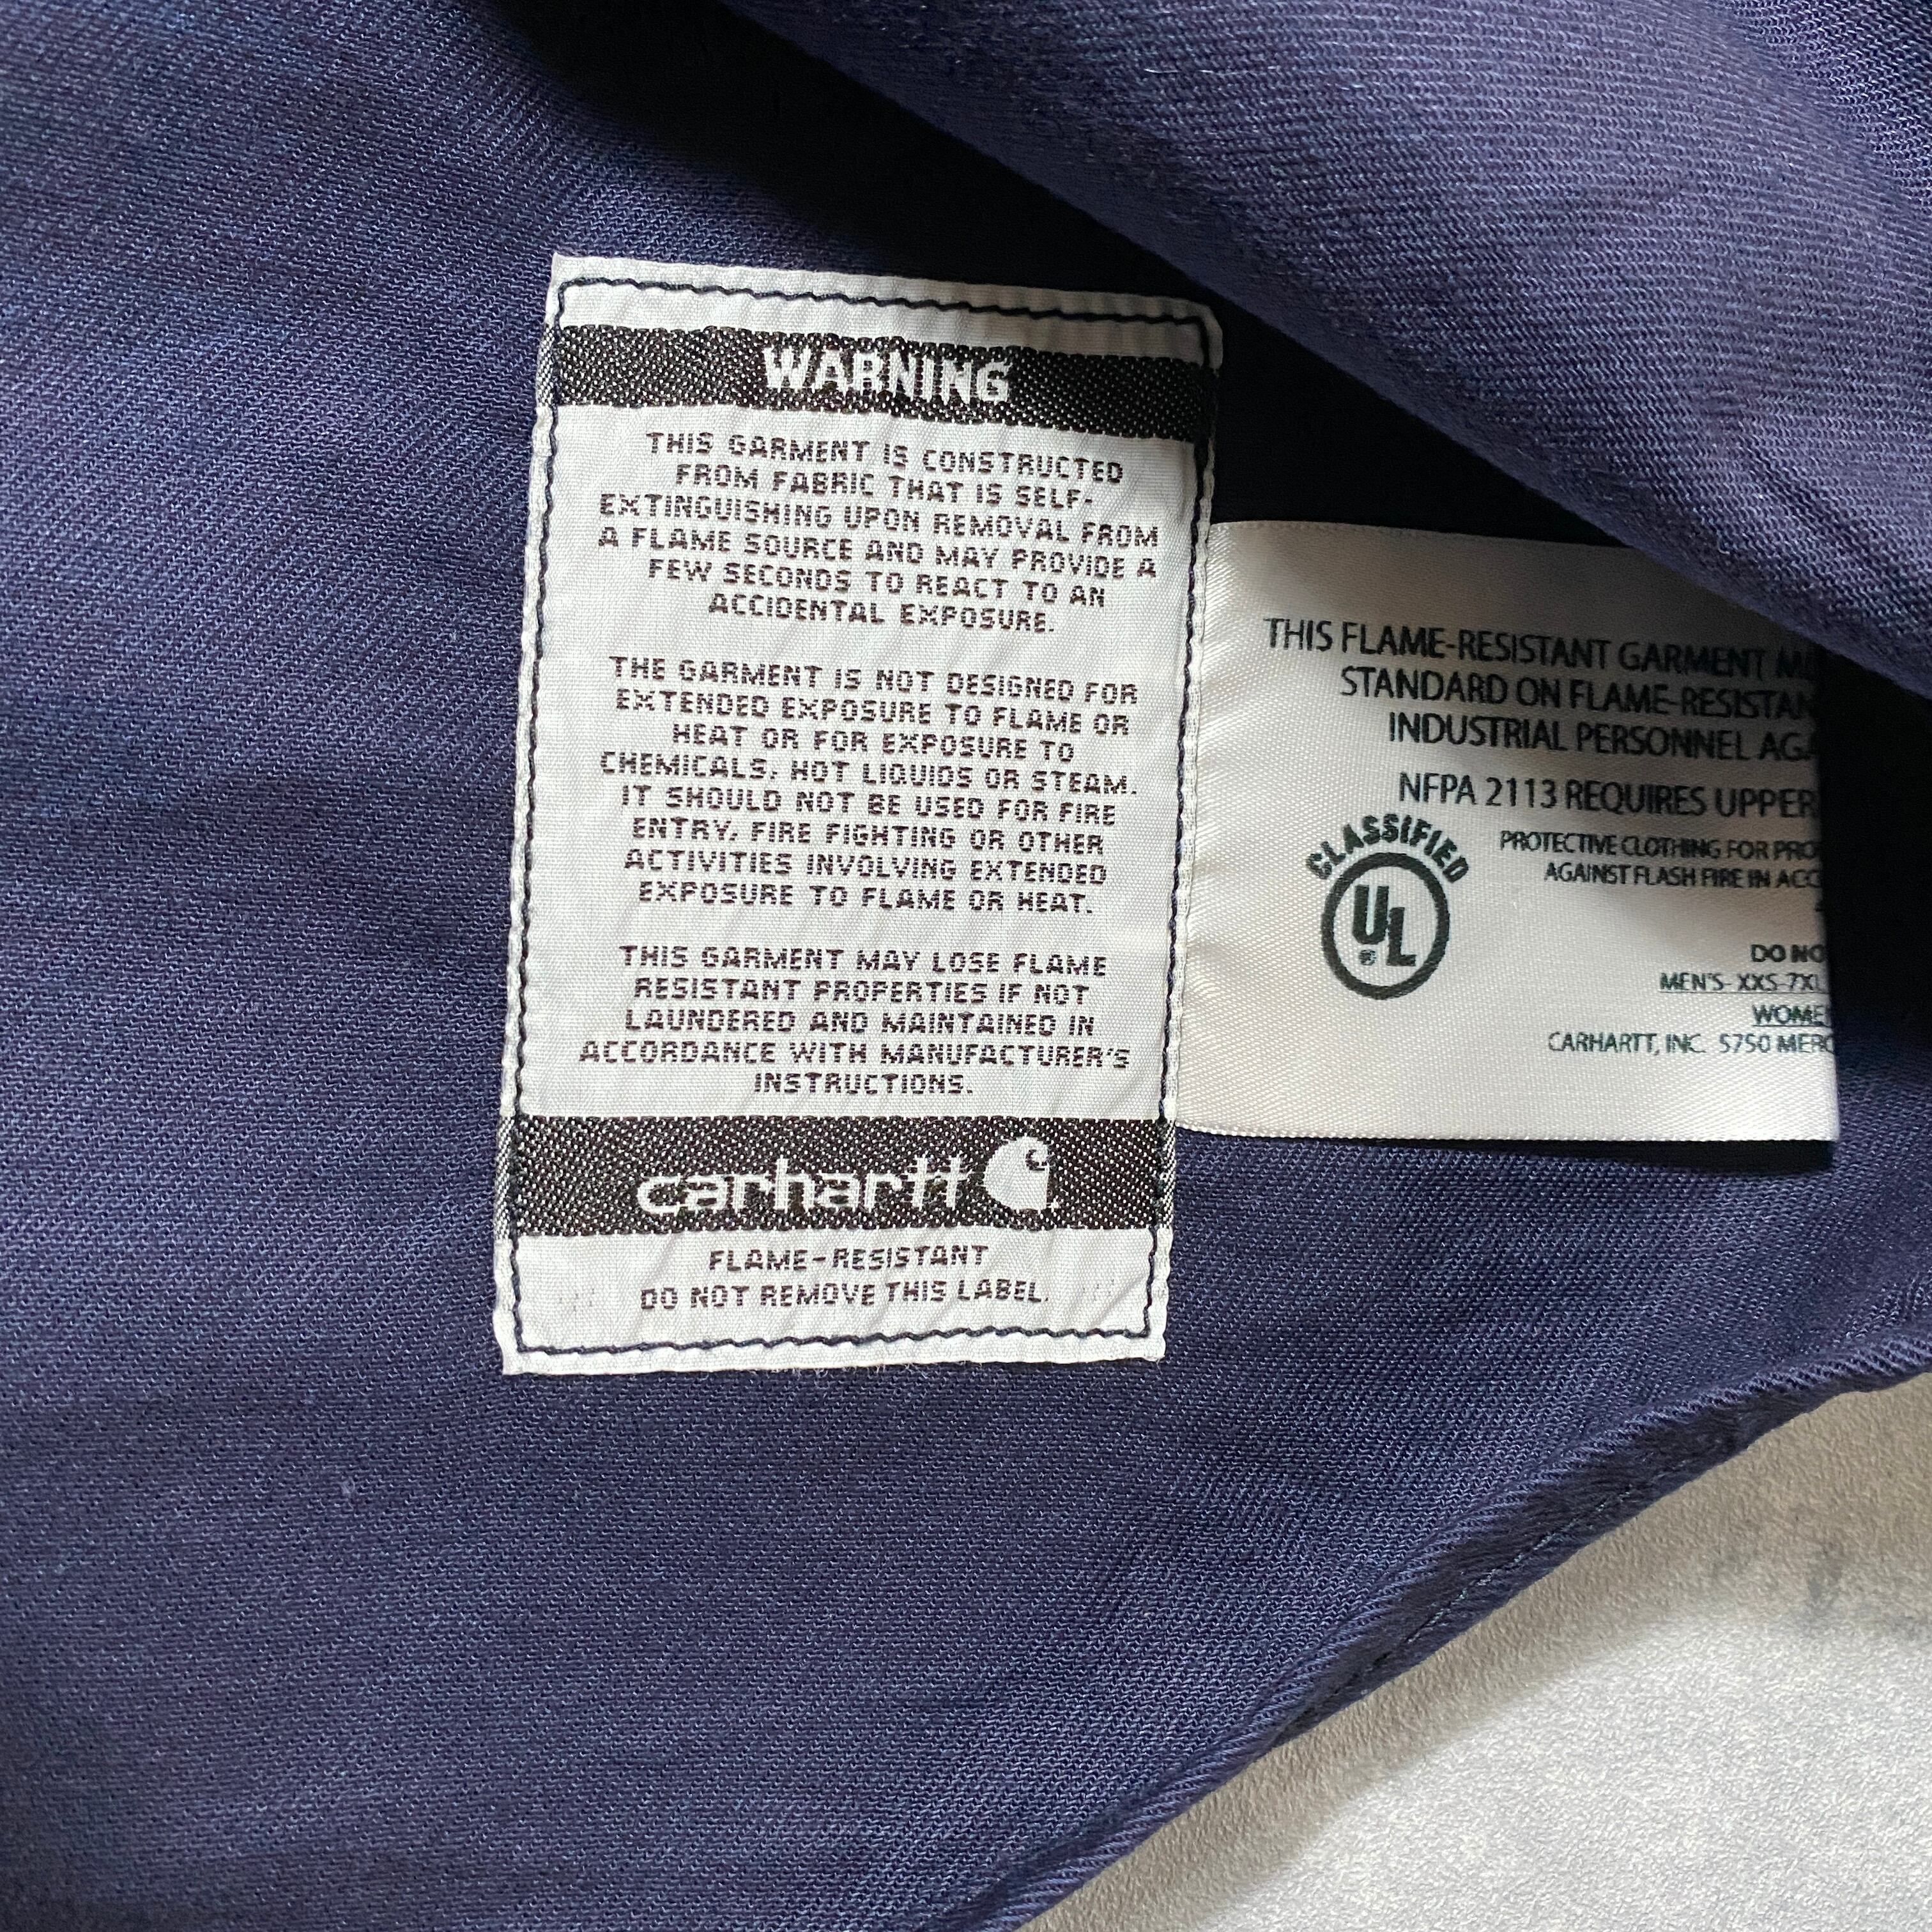 WARNING
THIS GARMENT IS CONSTRUCTED
FROM FABRIC THAT IS SELF-
EXTINGUISHING UPON REMOVAL FROM
A FLAME SOURCE AND MAY PROVIDE A
FEW SECONDS TO REACT TO AN
ACCIDENTAL EXPOSURE.
THE GARMENT IS NOT DESIGNED FOR
EXTENDED EXPOSURE TO FLAME OR
HEAT OR FOR EXPOSURE TO
CHEMICALS, HOT LIQUIDS OR STEAM.
IT SHOULD NOT BE USED FOR FIRE
ENTRY, FIRE FIGHTING OR OTHER
ACTIVITIES INVOLVING EXTENDED
EXPOSURE TO FLAME OR HEAT.
THIS GARMENT MAY LOSE FLAME
RESISTANT PROPERTIES IF NOT
LAUNDERED AND MAINTAINED IN
ACCORDANCE WITH MANUFACTURER'S
INSTRUCTIONS.
carhartt
FLAME-RESISTANT
DO NOT REMOVE THIS LABEL.
THIS FLAME-RESISTANT GARMENT
STANDARD ON FLAME-RESISTAN
INDUSTRIAL PERSONNEL AGA
NFPA 2113 REQUIRES UPPER
CLASSIFIED
UL ®
PROTECTIVE CLOTHING FOR PRO
AGAINST FLASH FIRE IN ACC
DO NO
MEN'S- XXS-7XL
WOME
CARHARTT, INC. 5750 MERC